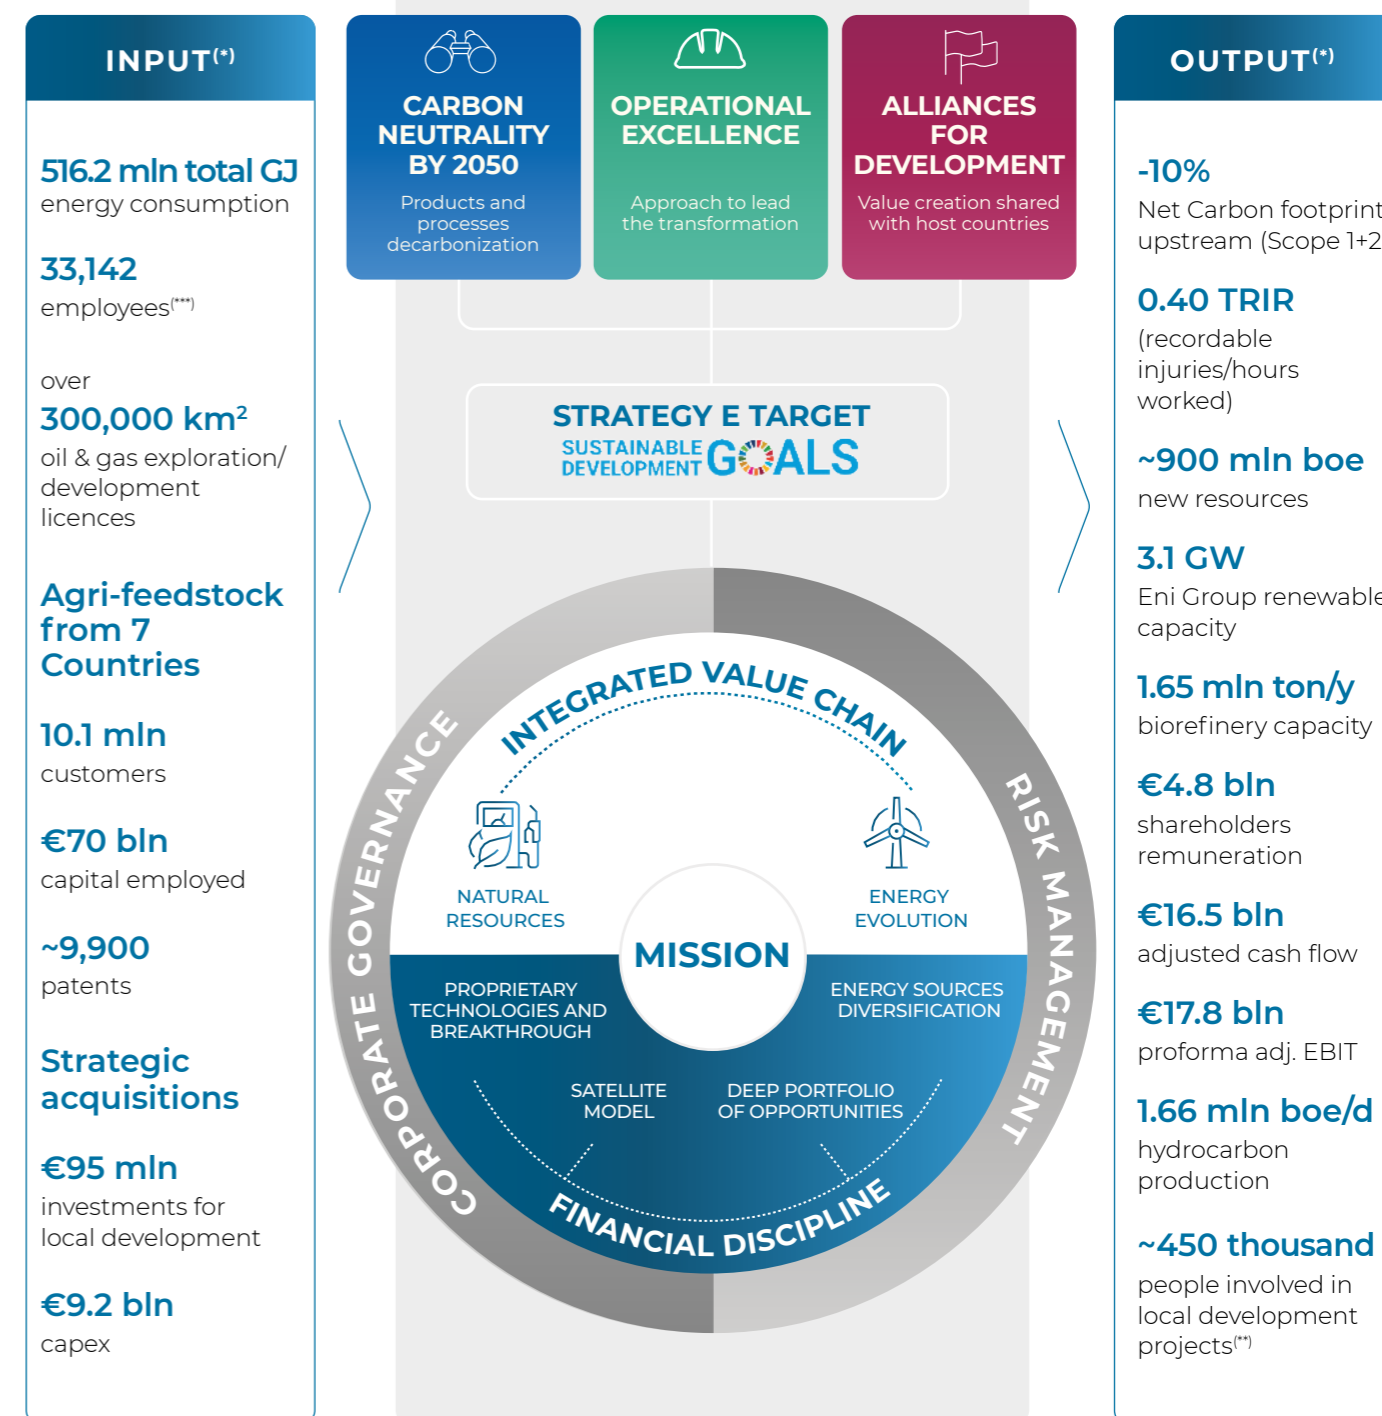 INPUT(*)
516.2 mln total GJ
energy consumption
33,142
employees(***)
over
300,000 km²
oil & gas exploration/
development
licences
Agri-feedstock
from 7
Countries
10.1 mln
customers
€70 bln
capital employed
~9,900
patents
Strategic
acquisitions
€95 mln
investments for
local development
€9.2 bln
capex
CARBON
NEUTRALITY
BY 2050
Products and
processes
decarbonization
OPERATIONAL
EXCELLENCE
Approach to lead
the transformation
ALLIANCES
FOR
DEVELOPMENT
Value creation shared
with host countries
STRATEGY E TARGET
SUSTAINABLE
DEVELOPMENT
GOALS
CORPORATE GOVERNANCE
RISK MANAGEMENT
INTEGRATED VALUE CHAIN
NATURAL
RESOURCES
ENERGY
EVOLUTION
MISSION
PROPRIETARY
TECHNOLOGIES AND
BREAKTHROUGH
ENERGY SOURCES
DIVERSIFICATION
SATELLITE
MODEL
DEEP PORTFOLIO
OF OPPORTUNITIES
FINANCIAL DISCIPLINE
OUTPUT(*)
-10%
Net Carbon footprint
upstream (Scope 1+2
0.40 TRIR
(recordable
injuries/hours
worked)
~900 mln boe
new resources
3.1 GW
Eni Group renewable
capacity
1.65 mln ton/y
biorefinery capacity
€4.8 bln
shareholders
remuneration
€16.5 bln
adjusted cash flow
€17.8 bln
proforma adj. EBIT
1.66 mln boe/d
hydrocarbon
production
~450 thousand
people involved in
local development
projects(**)